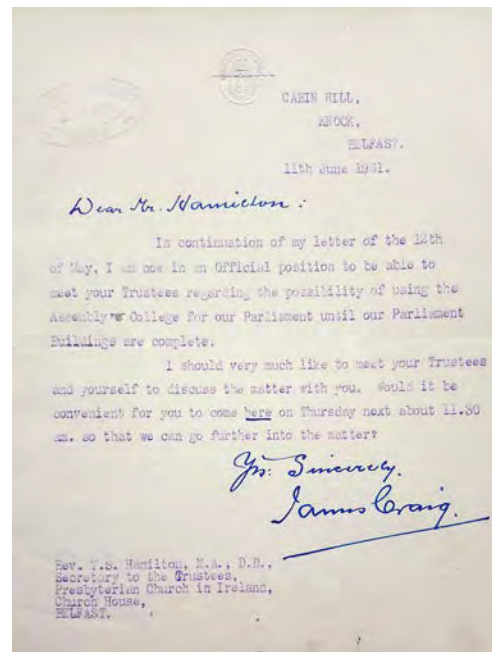 CABIN HILL,
KNOCK,
BELFAST.
11th June 1921.
Dear Mr. Hamilton:
In continuation of my letter of the 12th
of May, I am now in an Official position to be able to
meet your Trustees regarding the possibility of using the
Assembly College for our Parliament until our Parliament
Buildings are complete.
I should very much like to meet your Trustees
and yourself to discuss the matter with you. Would it be
convenient for you to come here on Thursday next about 11.30
am. so that we can go further into the matter?
Yrs: Sincerely.
James Craig.
Rev. T.S. Hamilton, M.A., D.D.,
Secretary to the Trustees,
Presbyterian Church in Ireland,
Church House,
BELFAST.